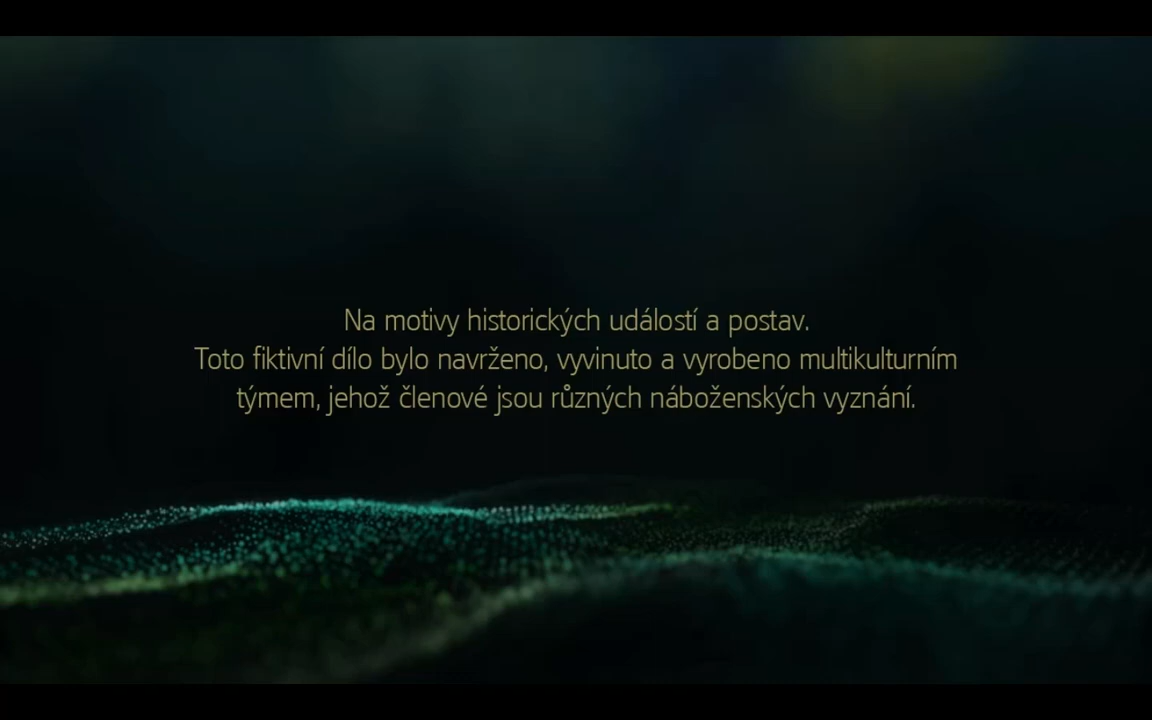 Na motivy historických událostí a postav.
Toto fiktivní dílo bylo navrženo, vyvinuto a vyrobeno multikulturním
týmem, jehož členové jsou různých náboženských vyznání.